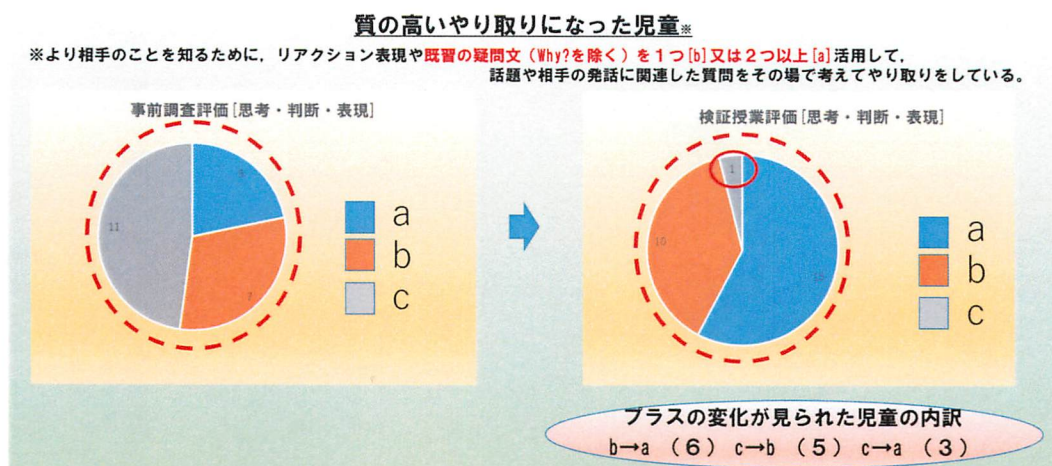 質の高いやり取りになった児童※
※より相手のことを知るために，リアクション表現や既習の疑問文（Why?を除く）を１つ[b]又は２つ以上[a]活用して，
話題や相手の発話に関連した質問をその場で考えてやり取りをしている。
事前調査評価[思考・判断・表現]
11
7
a
b
c
検証授業評価[思考・判断・表現]
1
10
a
b
c
プラスの変化が見られた児童の内訳
b→a （6） c→b （5） c→a （3）